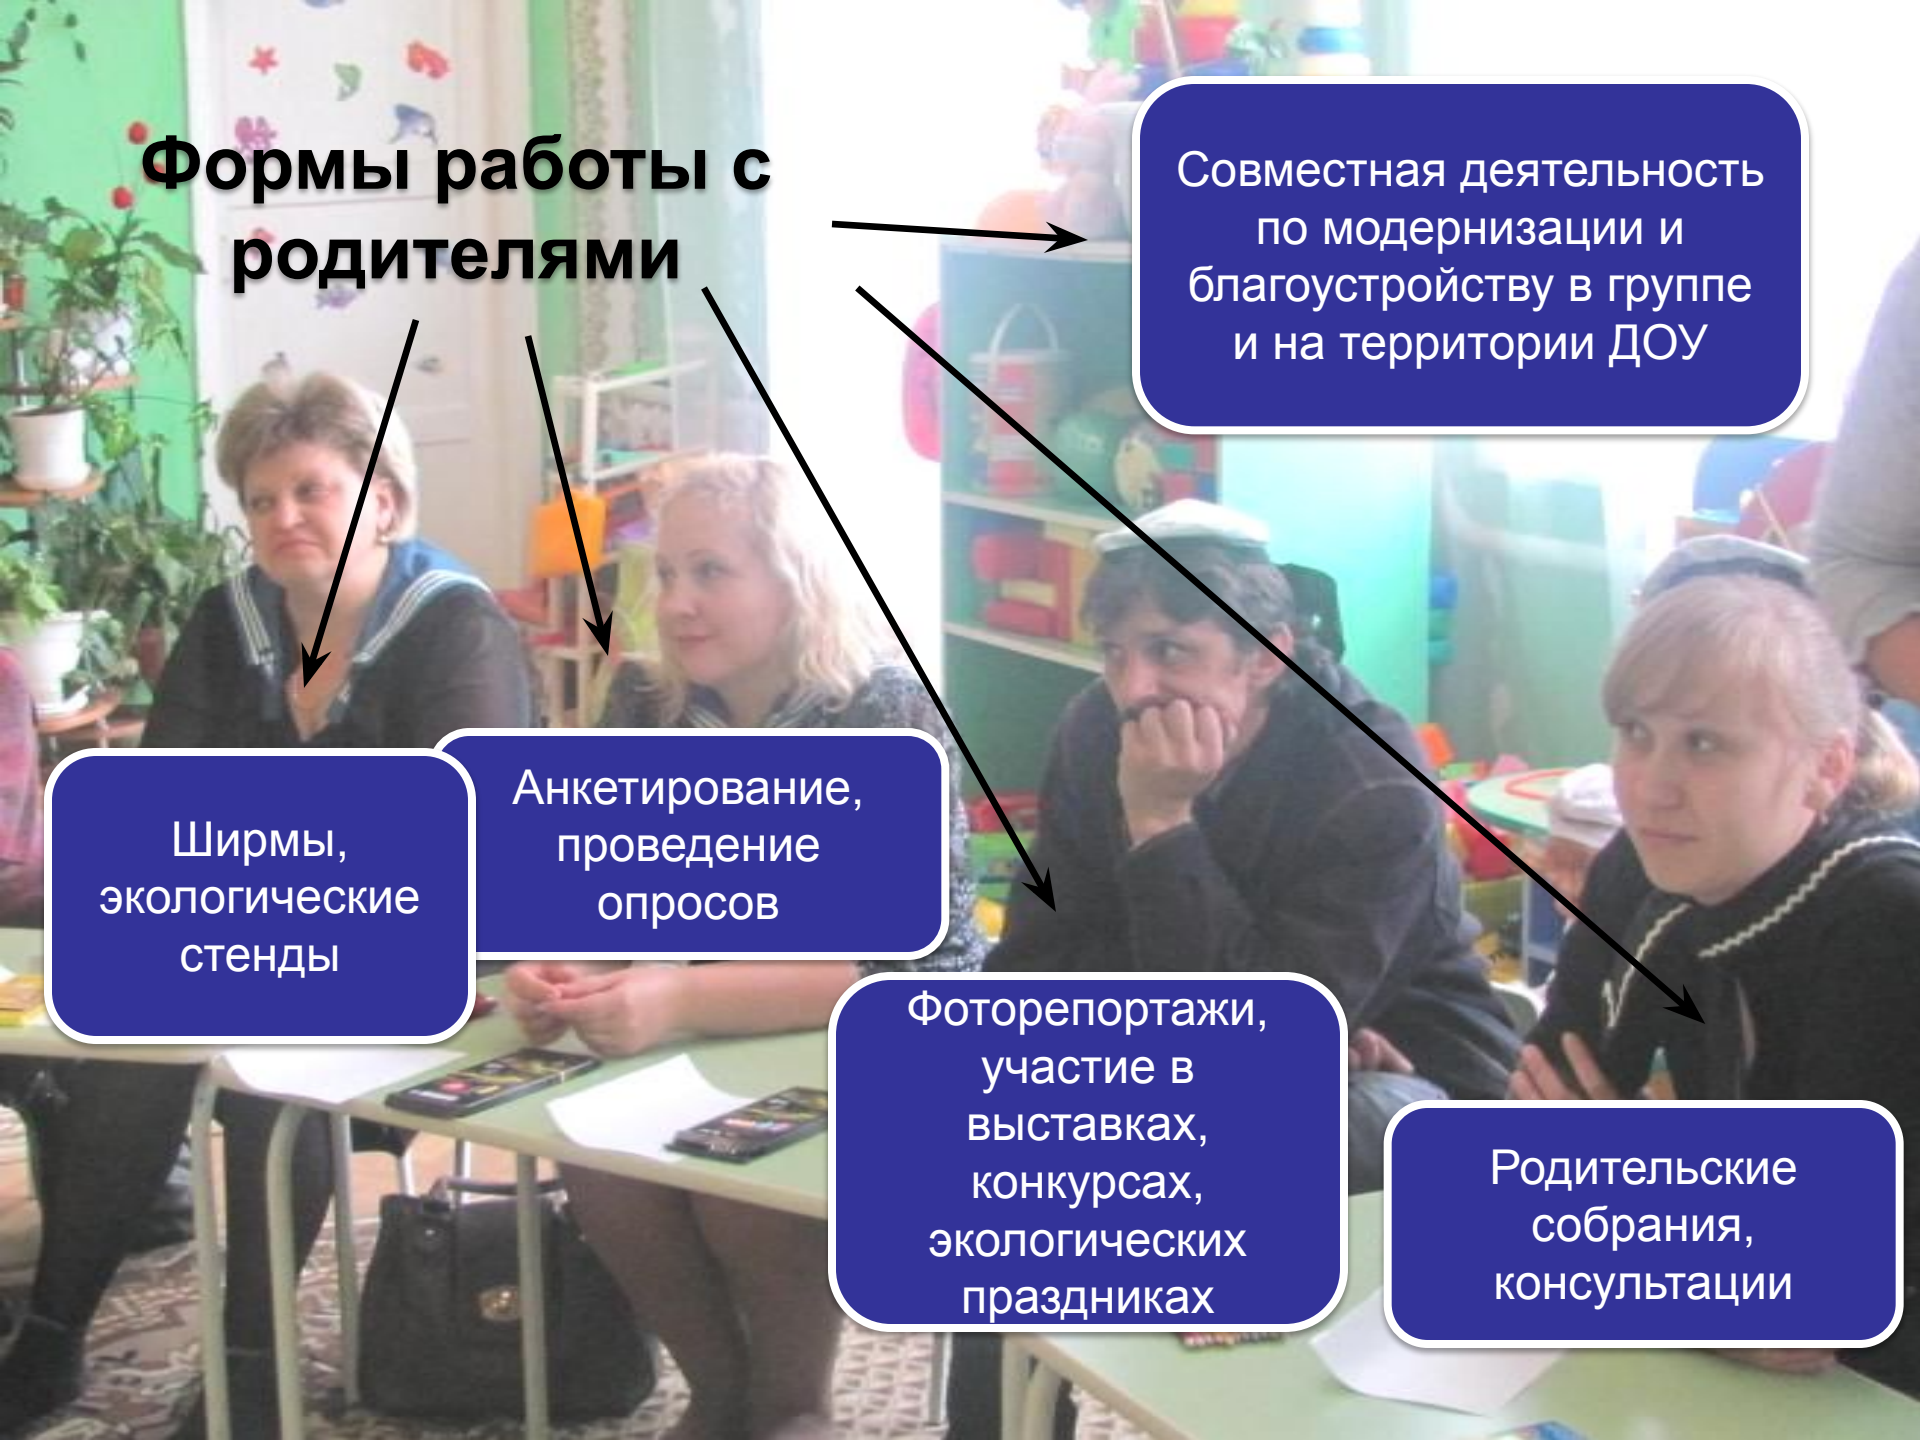 Формы работы с
родителями
Совместная деятельность
по модернизации и
благоустройству в группе
и на территории ДОУ
Ширмы,
экологические
стенды
Анкетирование,
проведение
опросов
Фоторепортажи,
участие в
выставках,
конкурсах,
экологических
праздниках
Родительские
собрания,
консультации